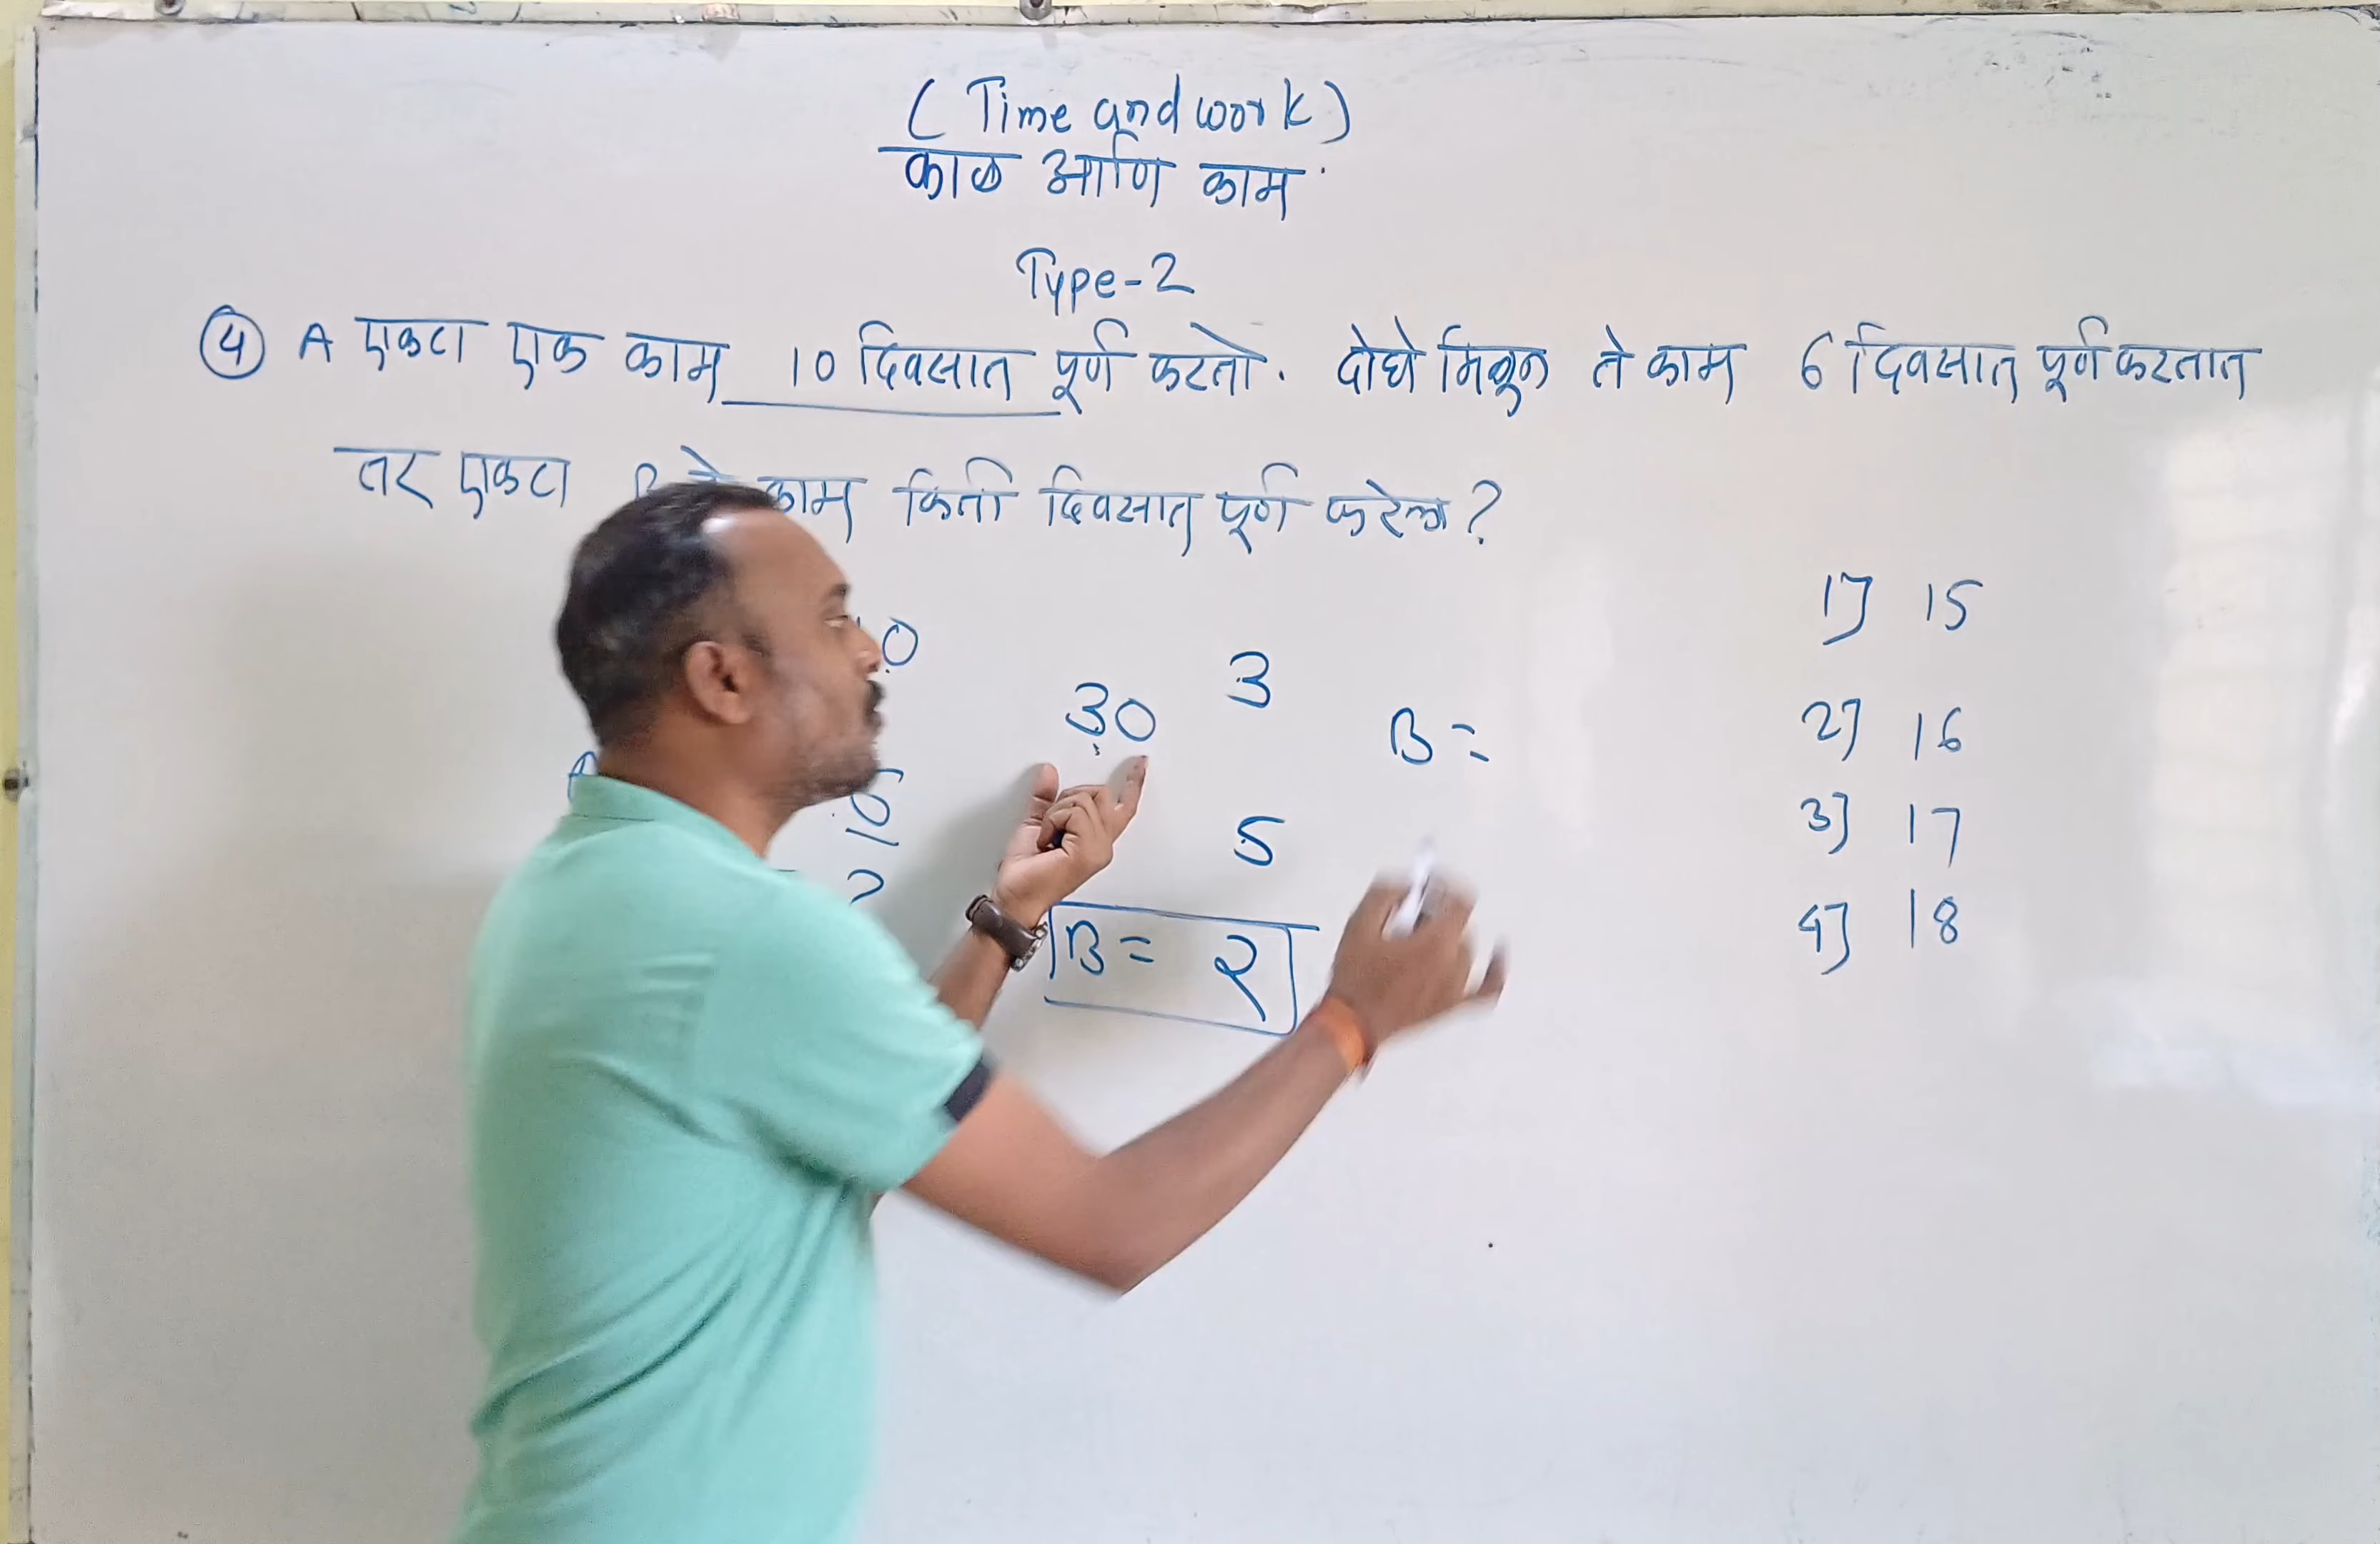 (Time and work)
काळ आणि काम
Type-2
④ A एकटा एक काम 10 दिवसात पूर्ण करतो. दोघे मिळून ते काम 6 दिवसात पूर्ण करतात
तर एकटा काम किती दिवसात पूर्ण करेल?
30 3
5
B = २
B =
1] 15
2] 16
3] 17
4] 18